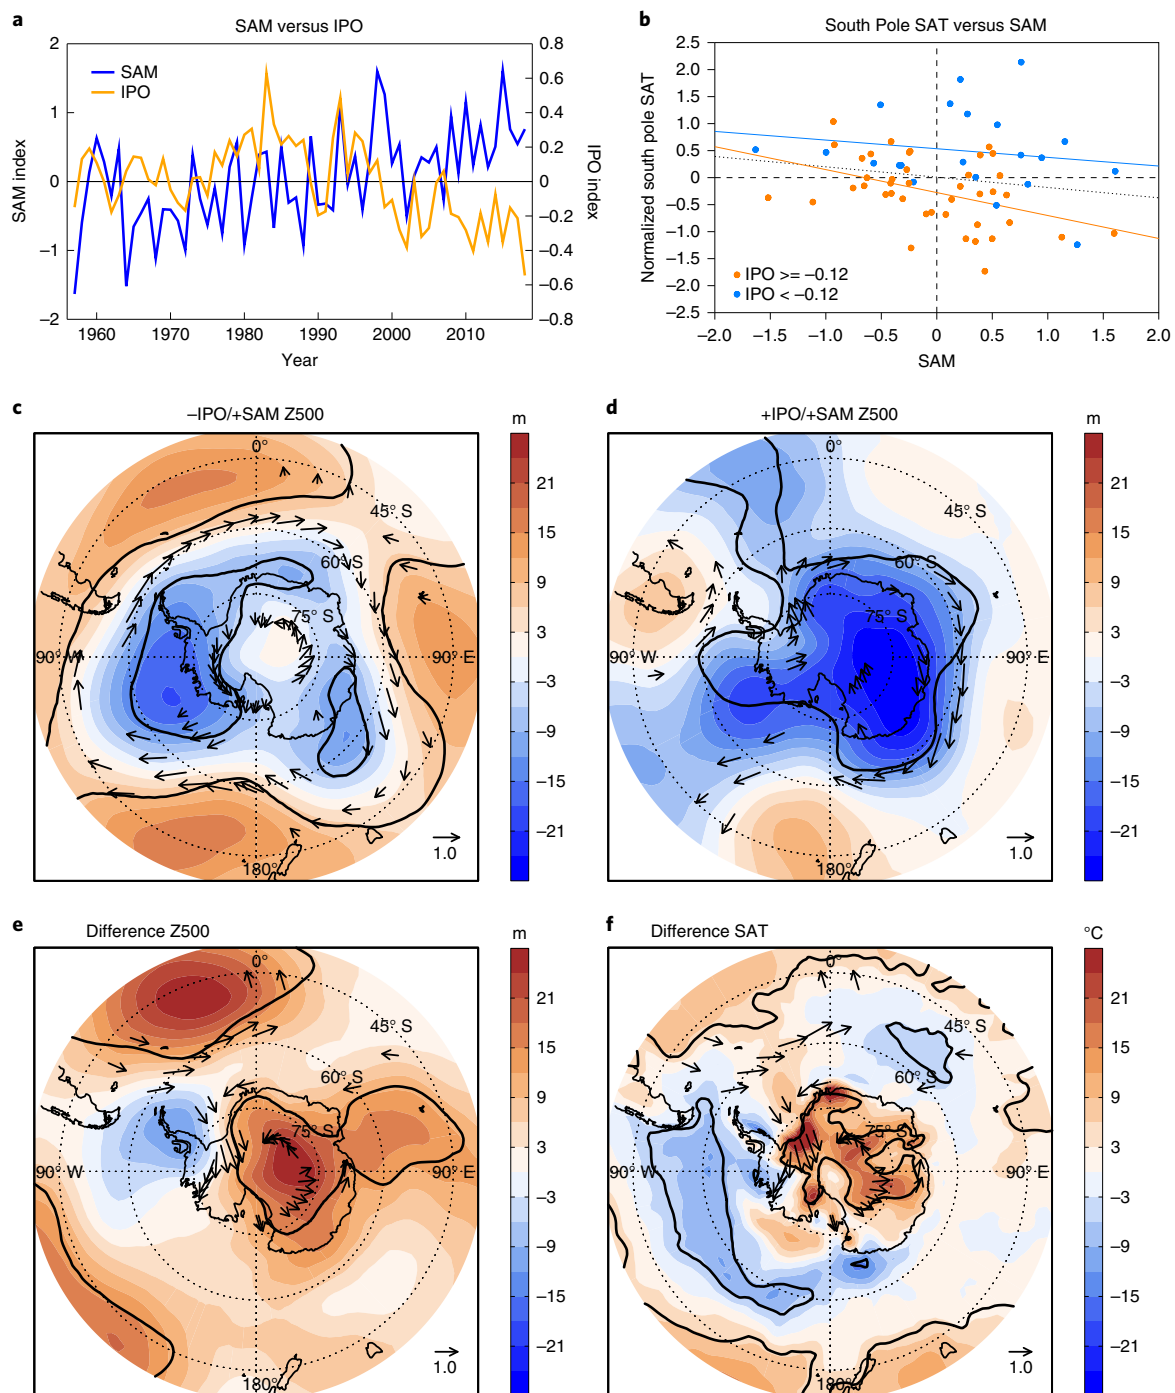 a
SAM versus IPO
SAM
IPO
2
1
0
−1
−2
0.8
0.6
0.4
0.2
0
−0.2
−0.4
−0.6
−0.8
SAM index
IPO index
1960
1970
1980
1990
2000
2010
Year
b
South Pole SAT versus SAM
Normalized south pole SAT
2.5
2.0
1.5
1.0
0.5
0
−0.5
−1.0
−1.5
−2.0
−2.5
IPO >= −0.12
IPO < −0.12
−2.0
−1.5
−1.0
−0.5
0
0.5
1.0
1.5
2.0
SAM
c
−IPO/+SAM Z500
m
0°
45° S
60° S
75° S
90° W
90° E
180°
1.0
21
15
9
3
−3
−9
−15
−21
d
+IPO/+SAM Z500
m
0°
45° S
60° S
75° S
90° W
90° E
180°
1.0
21
15
9
3
−3
−9
−15
−21
e
Difference Z500
m
0°
45° S
60° S
75° S
90° W
90° E
180°
1.0
21
15
9
3
−3
−9
−15
−21
f
Difference SAT
°C
0°
45° S
60° S
75° S
90° W
90° E
180°
1.0
21
15
9
3
−3
−9
−15
−21